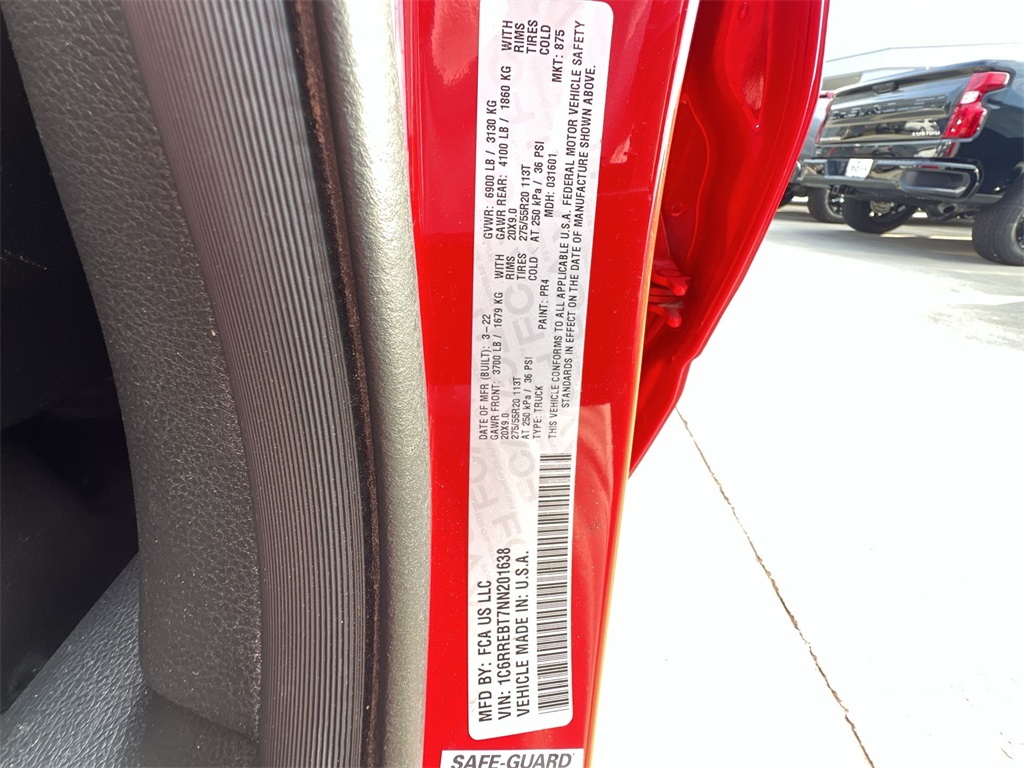 MFD BY: FCA US LLC
VIN: 1C6RREBT7NN201638
VEHICLE MADE IN: U.S.A.
DATE OF MFR (BUILT): 3-22 GVWR: 6900 LB / 3130 KG
GAWR FRONT: 3700 LB / 1679 KG WITH GAWR REAR: 4100 LB / 1860 KG WITH
20X9.0 RIMS 20X9.0 RIMS
275/55R20 113T TIRES 275/55R20 113T TIRES
AT 250 kPa / 36 PSI COLD AT 250 kPa / 36 PSI COLD
TYPE: TRUCK PAINT: PR4 MDH: 031601 MKT: 875
THIS VEHICLE CONFORMS TO ALL APPLICABLE U.S.A. FEDERAL MOTOR VEHICLE SAFETY
STANDARDS IN EFFECT ON THE DATE OF MANUFACTURE SHOWN ABOVE.
SAFE-GUARD
CUSTOM